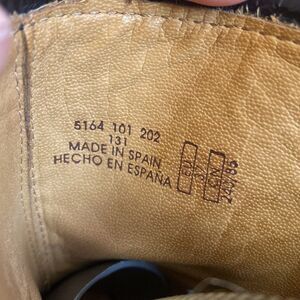 5164 101 202
131
MADE IN SPAIN
HECHO EN ESPAÑA